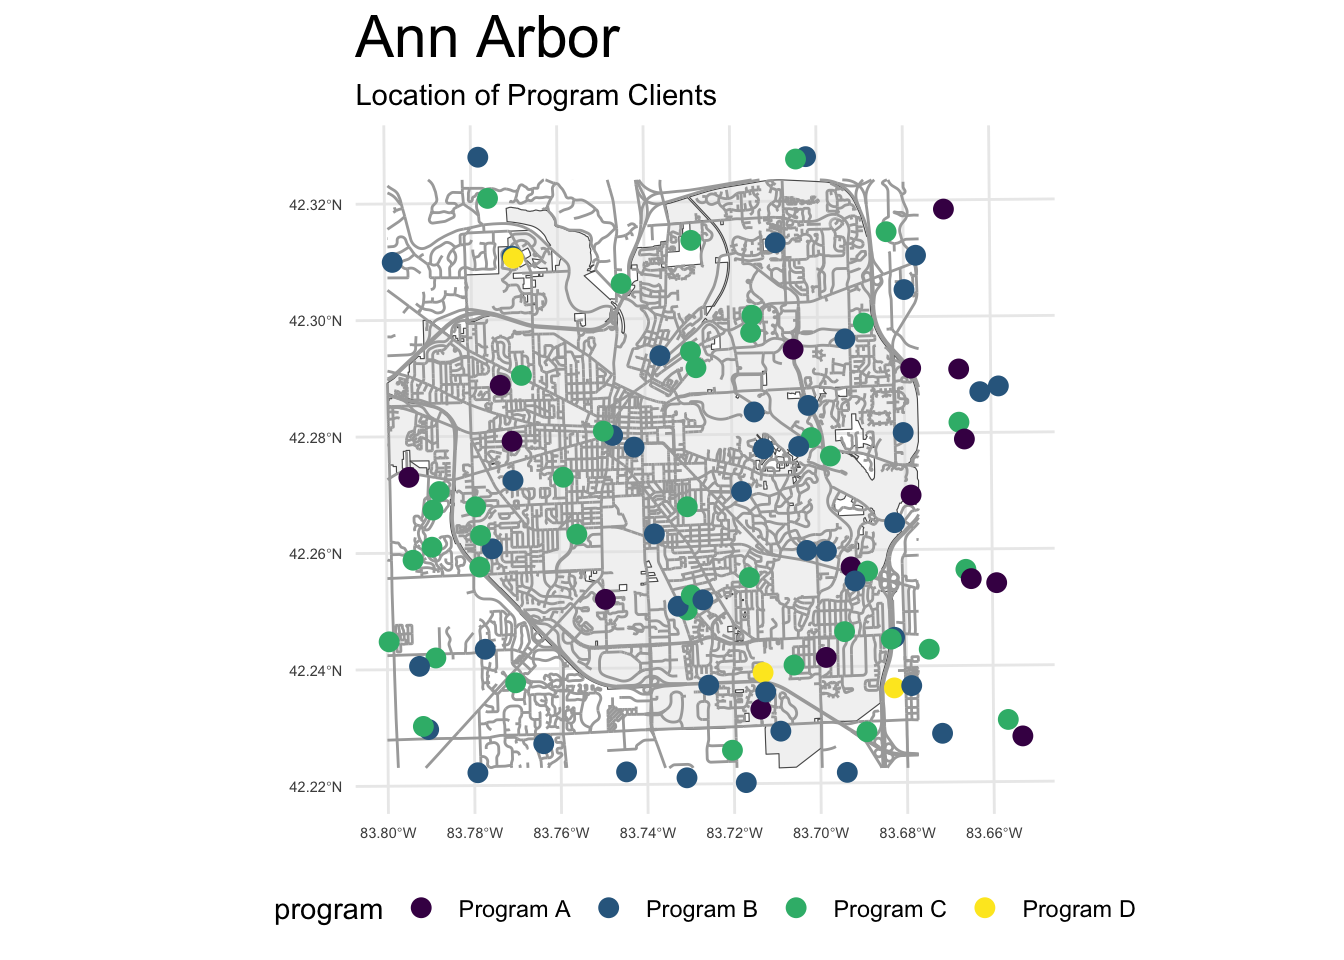 Ann Arbor
Location of Program Clients
42.32°N
42.30°N
42.28°N
42.26°N
42.24°N
42.22°N
83.80°W 83.78°W 83.76°W 83.74°W 83.72°W 83.70°W 83.68°W 83.66°W
program Program A Program B Program C Program D